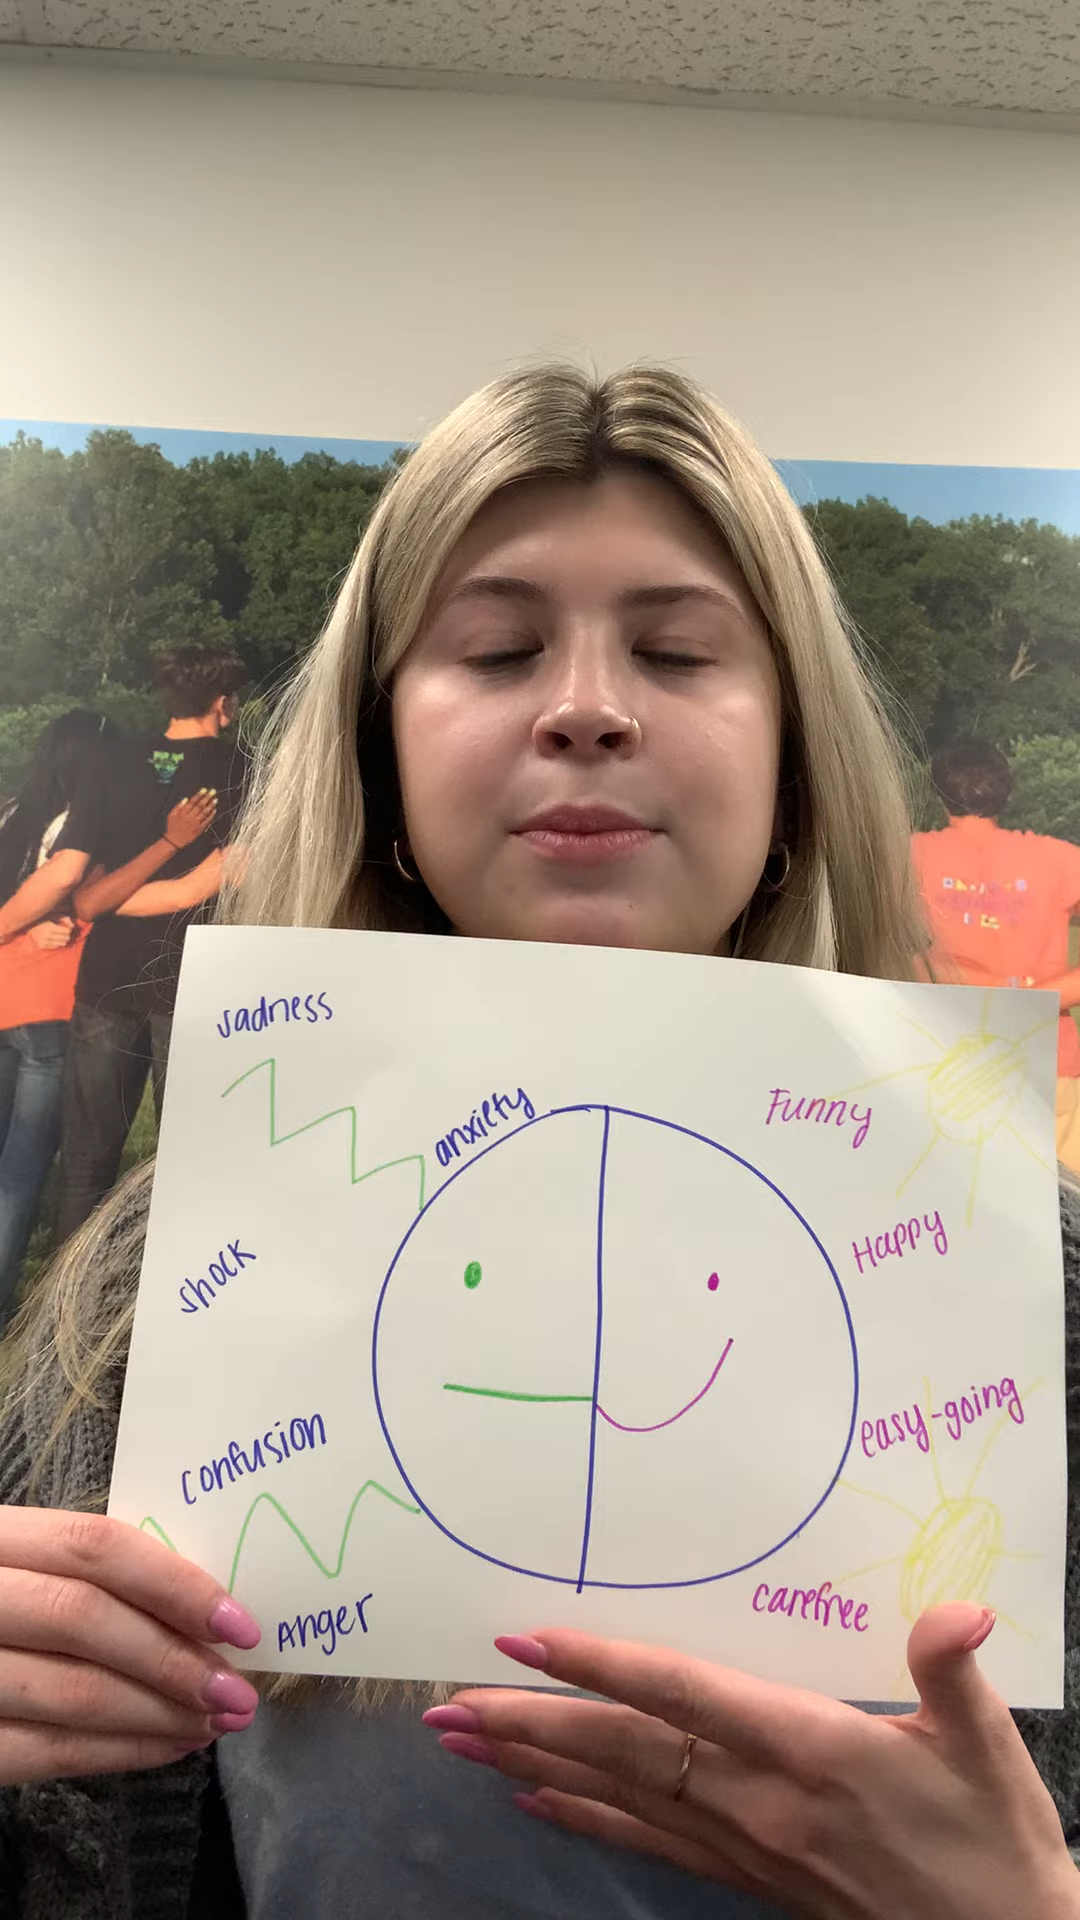 sadness
anxiety
shock
confusion
Anger
Funny
Happy
easy-going
carefree